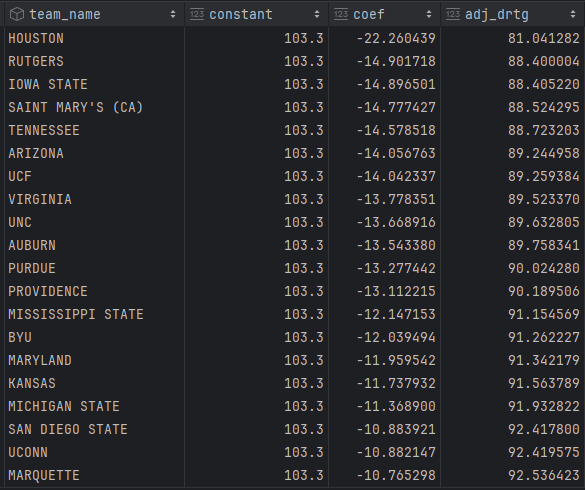 team_name 123 constant 123 coef 123 adj_drtg
HOUSTON 103.3 -22.260439 81.041282
RUTGERS 103.3 -14.901718 88.400004
IOWA STATE 103.3 -14.896501 88.405220
SAINT MARY'S (CA) 103.3 -14.777427 88.524295
TENNESSEE 103.3 -14.578518 88.723203
ARIZONA 103.3 -14.056763 89.244958
UCF 103.3 -14.042337 89.259384
VIRGINIA 103.3 -13.778351 89.523370
UNC 103.3 -13.668916 89.632805
AUBURN 103.3 -13.543380 89.758341
PURDUE 103.3 -13.277442 90.024280
PROVIDENCE 103.3 -13.112215 90.189506
MISSISSIPPI STATE 103.3 -12.147153 91.154569
BYU 103.3 -12.039494 91.262227
MARYLAND 103.3 -11.959542 91.342179
KANSAS 103.3 -11.737932 91.563789
MICHIGAN STATE 103.3 -11.368900 91.932822
SAN DIEGO STATE 103.3 -10.883921 92.417800
UCONN 103.3 -10.882147 92.419575
MARQUETTE 103.3 -10.765298 92.536423